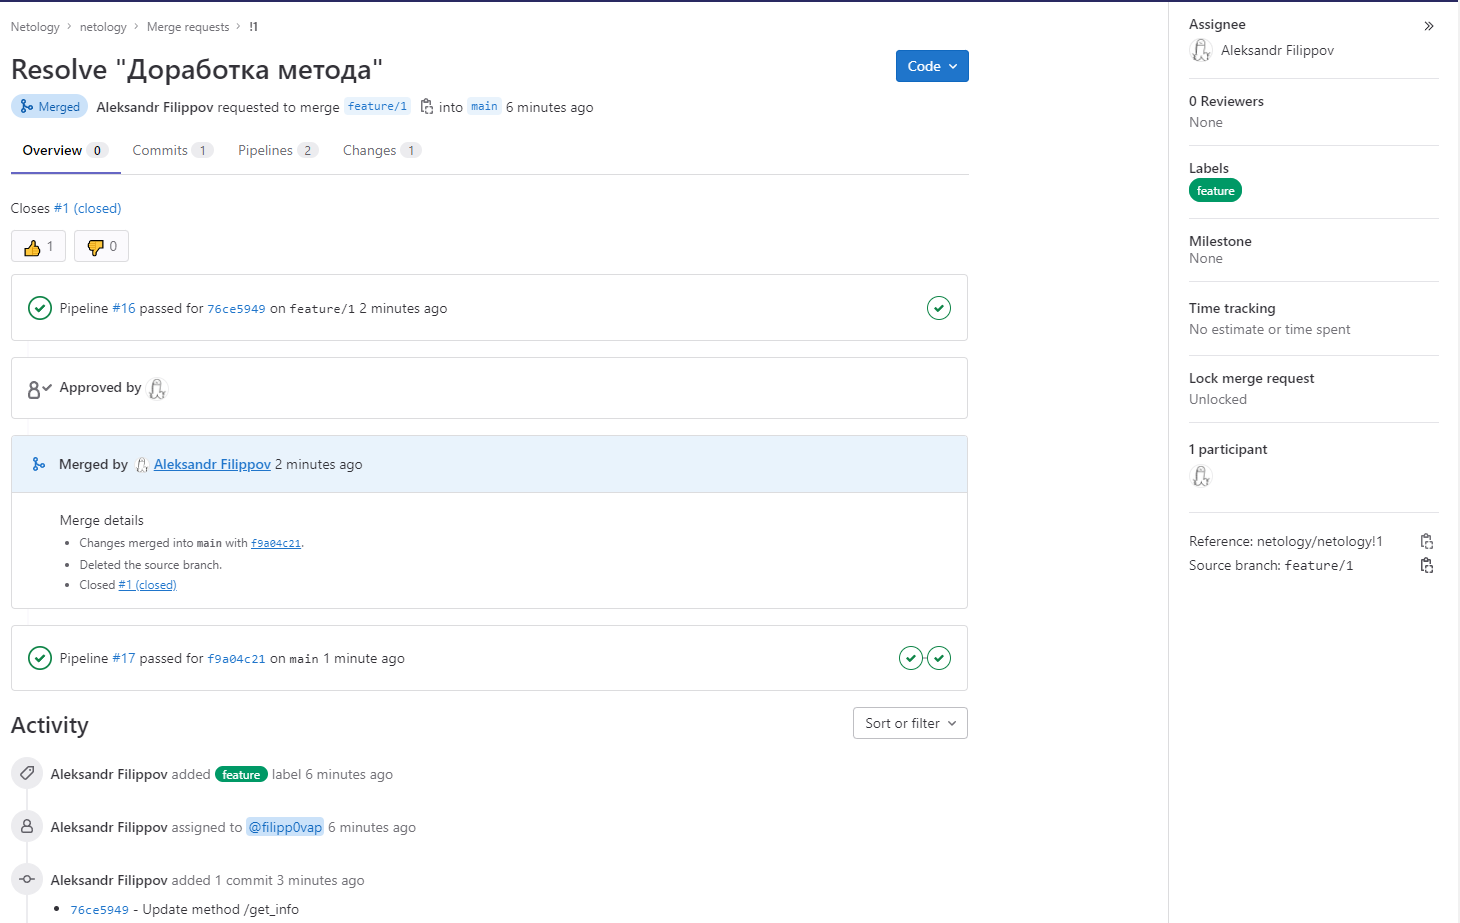 Netology › netology › Merge requests › !1
Resolve "Доработка метода"
Code
Merged Aleksandr Filippov requested to merge feature/1 into main 6 minutes ago
Overview 0 Commits 1 Pipelines 2 Changes 1
Closes #1 (closed)
1 0
Pipeline #16 passed for 76ce5949 on feature/1 2 minutes ago
Approved by
Merged by Aleksandr Filippov 2 minutes ago
Merge details
• Changes merged into main with f9a04c21.
• Deleted the source branch.
• Closed #1 (closed)
Pipeline #17 passed for f9a04c21 on main 1 minute ago
Activity
Sort or filter
Aleksandr Filippov added feature label 6 minutes ago
Aleksandr Filippov assigned to @filipp0vap 6 minutes ago
Aleksandr Filippov added 1 commit 3 minutes ago
• 76ce5949 - Update method /get_info
Assignee
Aleksandr Filippov
0 Reviewers
None
Labels
feature
Milestone
None
Time tracking
No estimate or time spent
Lock merge request
Unlocked
1 participant
Reference: netology/netology!1
Source branch: feature/1